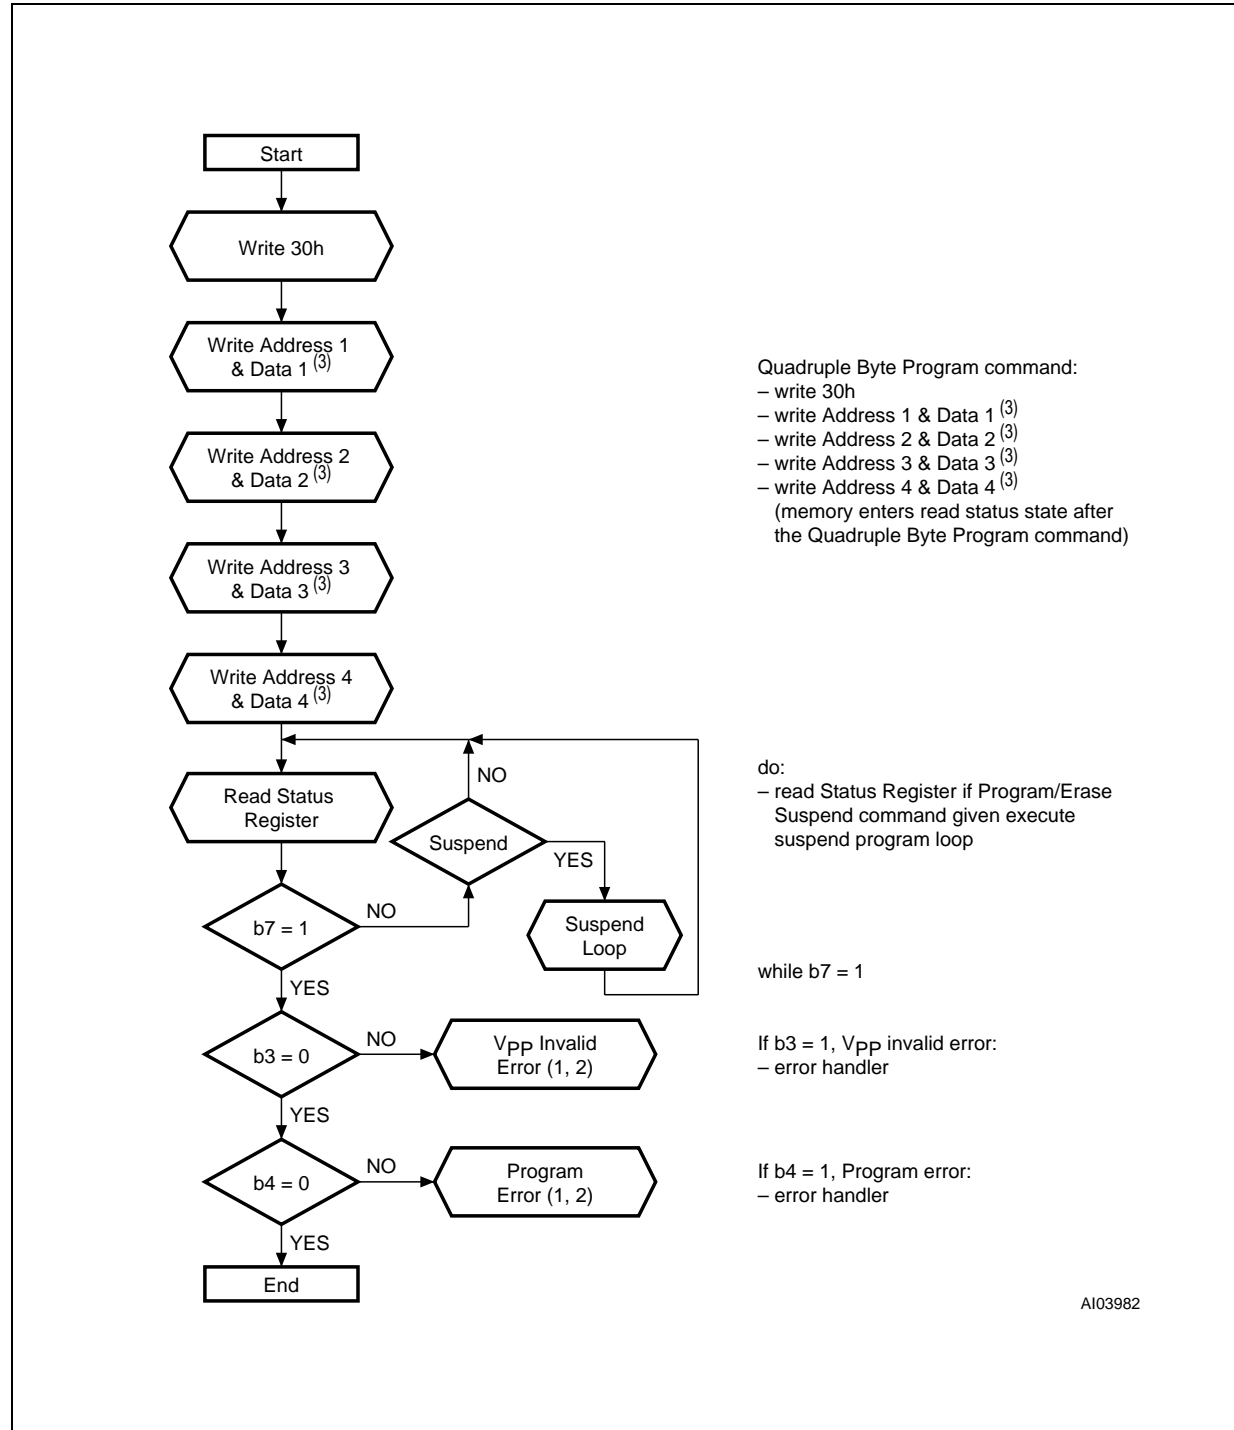 Start
Write 30h
Write Address 1
& Data 1 (3)
Write Address 2
& Data 2 (3)
Write Address 3
& Data 3 (3)
Write Address 4
& Data 4 (3)
Read Status
Register
NO
Suspend
YES
Suspend
Loop
b7 = 1
NO
YES
b3 = 0
NO
VPP Invalid
Error (1, 2)
YES
b4 = 0
NO
Program
Error (1, 2)
YES
End
Quadruple Byte Program command:
– write 30h
– write Address 1 & Data 1 (3)
– write Address 2 & Data 2 (3)
– write Address 3 & Data 3 (3)
– write Address 4 & Data 4 (3)
(memory enters read status state after
the Quadruple Byte Program command)
do:
– read Status Register if Program/Erase
Suspend command given execute
suspend program loop
while b7 = 1
If b3 = 1, VPP invalid error:
– error handler
If b4 = 1, Program error:
– error handler
AI03982